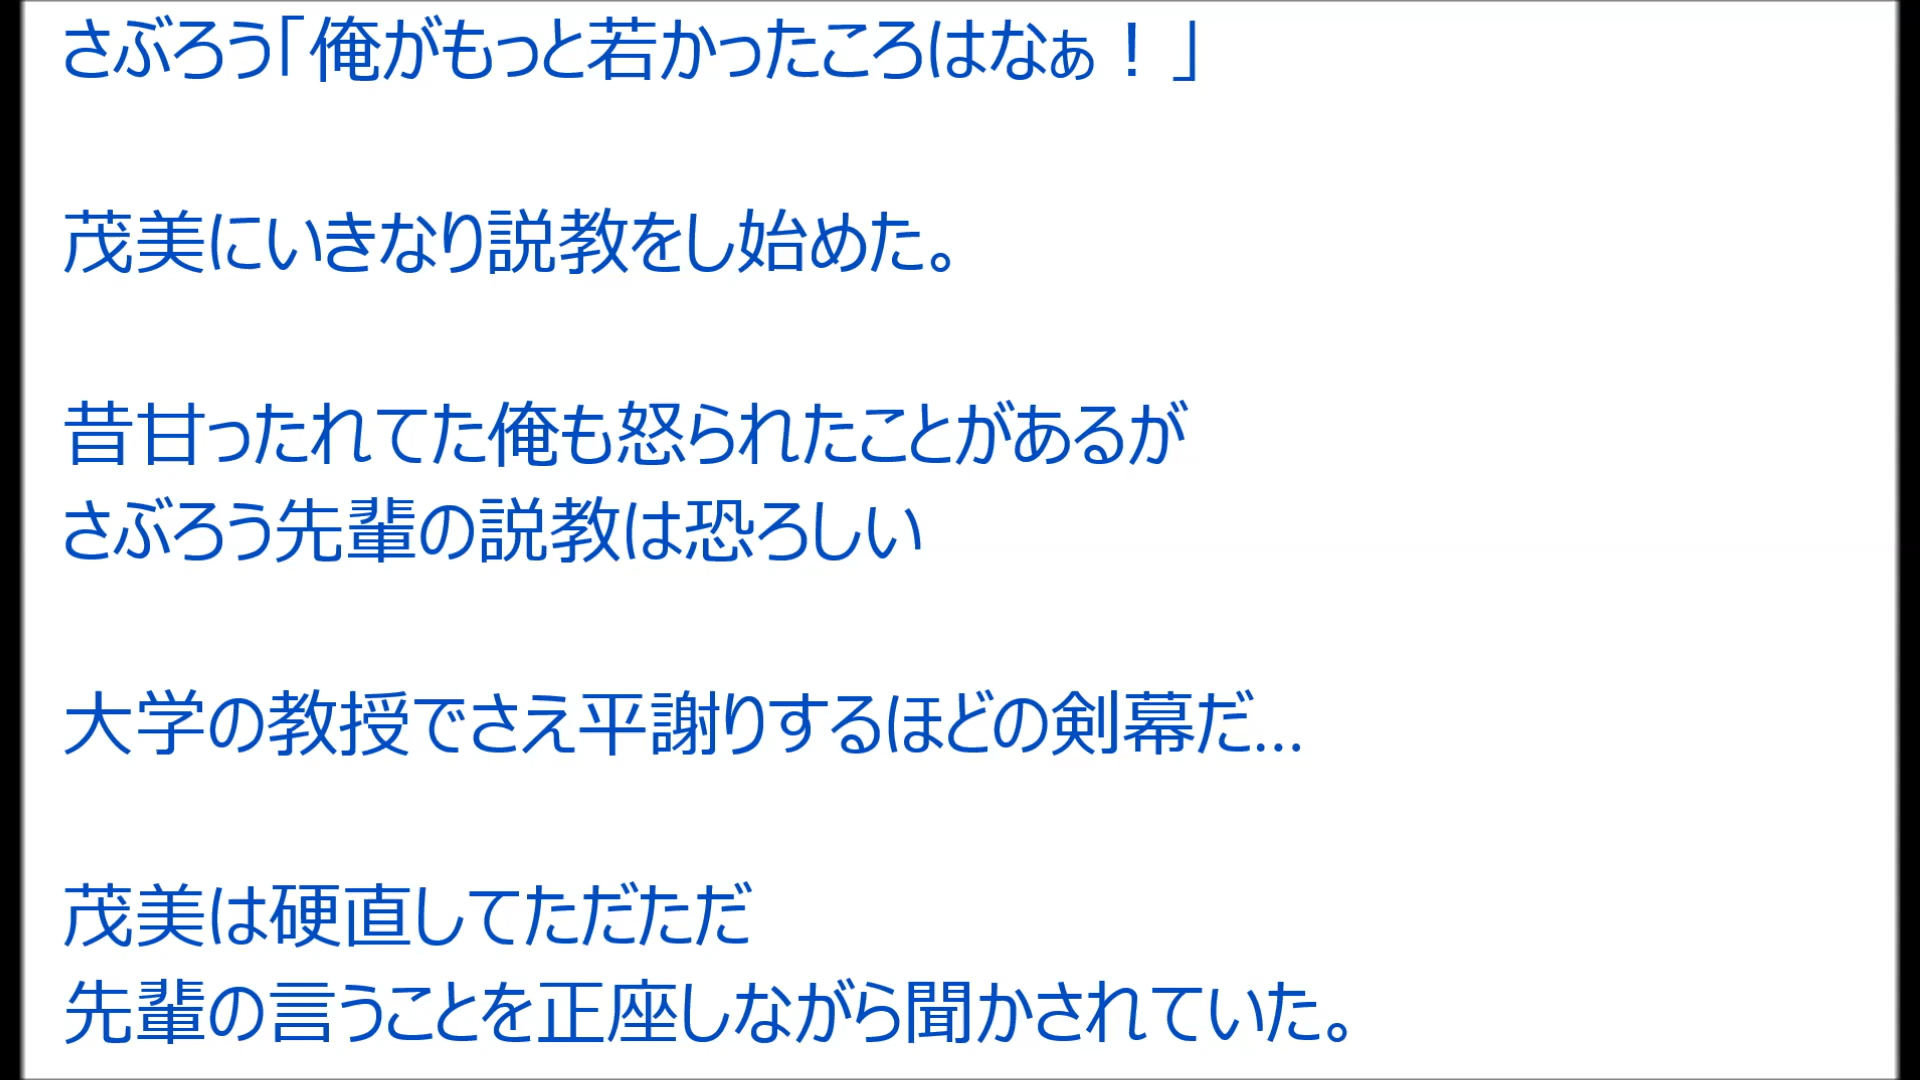 さぶろう「俺がもっと若かったころはなぁ！」
茂美にいきなり説教をし始めた。
昔甘ったれてた俺も怒られたことがあるが
さぶろう先輩の説教は恐ろしい
大学の教授でさえ平謝りするほどの剣幕だ…
茂美は硬直してただただ
先輩の言うことを正座しながら聞かされていた。